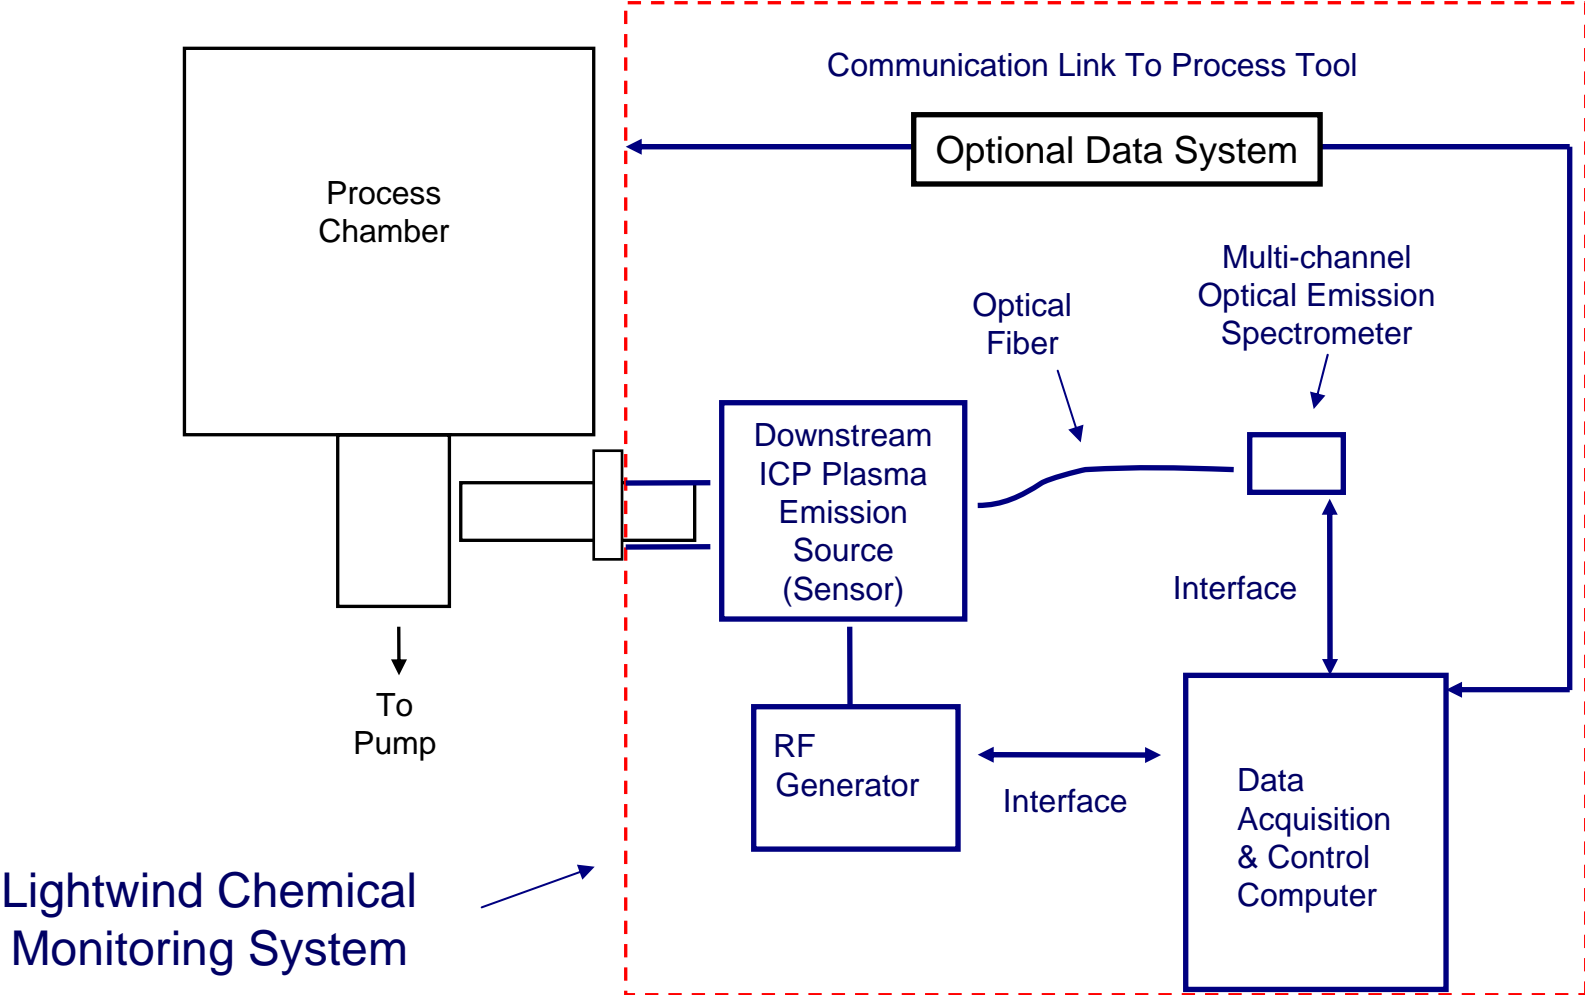 Communication Link To Process Tool
Optional Data System
Process
Chamber
Multi-channel
Optical Emission
Spectrometer
Optical
Fiber
Downstream
ICP Plasma
Emission
Source
(Sensor)
Interface
To
Pump
RF
Generator
Interface
Data
Acquisition
& Control
Computer
Lightwind Chemical
Monitoring System